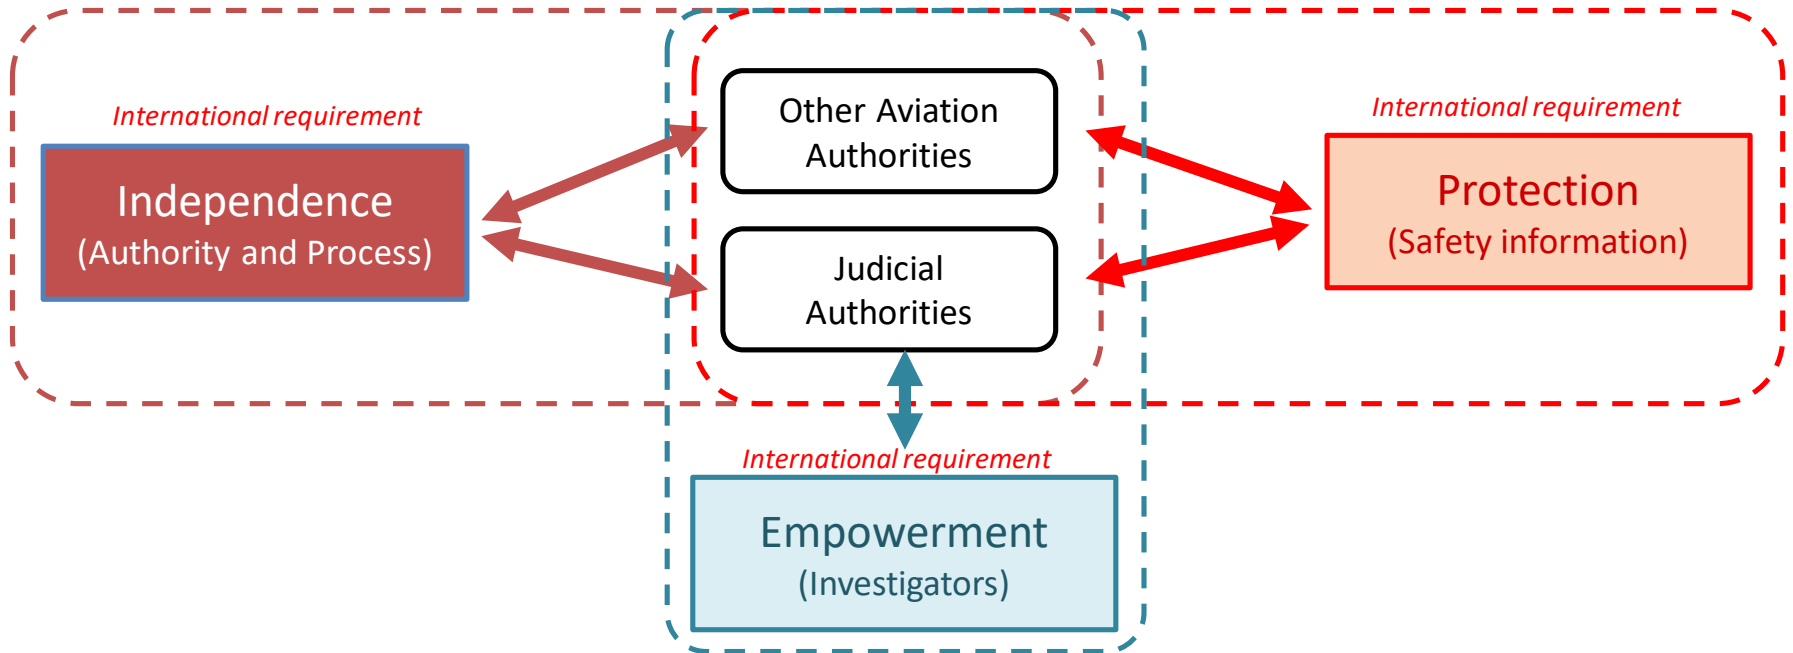 International requirement
Independence
(Authority and Process)
Other Aviation
Authorities
Judicial
Authorities
International requirement
Protection
(Safety information)
International requirement
Empowerment
(Investigators)